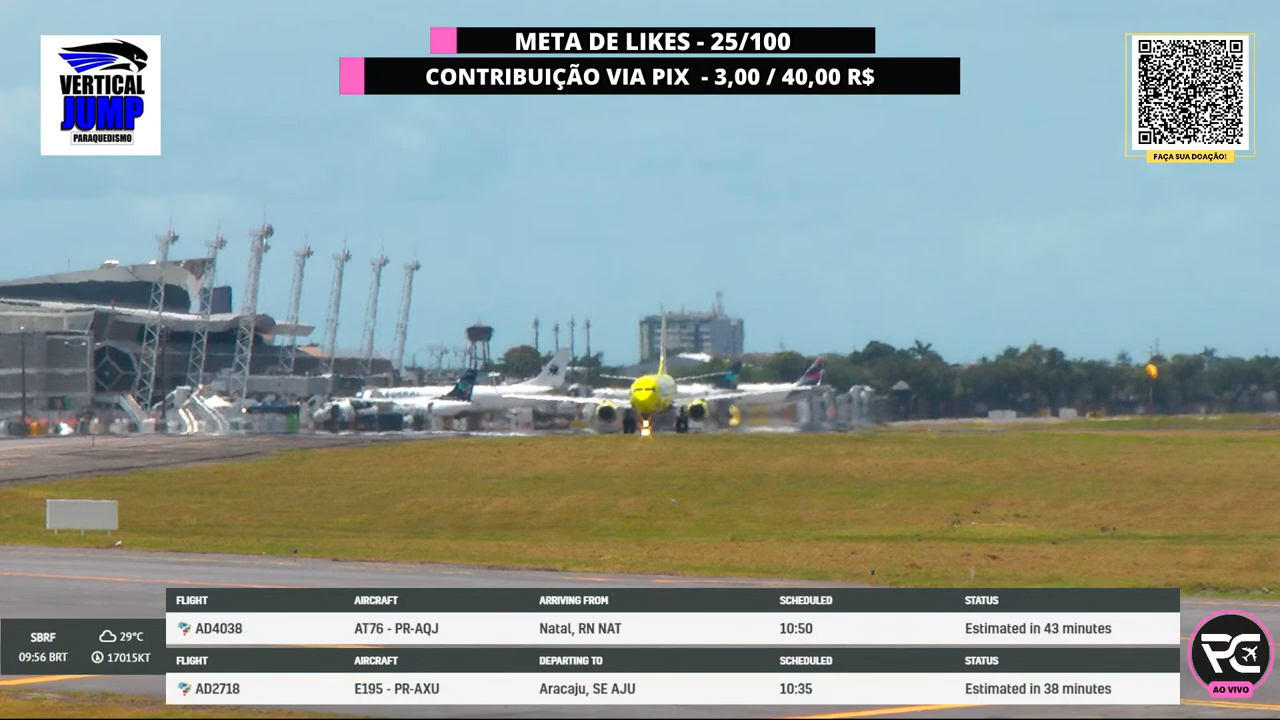 META DE LIKES - 25/100
CONTRIBUIÇÃO VIA PIX - 3,00 / 40,00 R$
VERTICAL
JUMP
PARAQUEDISMO
FAÇA SUA DOAÇÃO!
FLIGHT AIRCRAFT ARRIVING FROM SCHEDULED STATUS
AD4038 AT76 - PR-AQJ Natal, RN NAT 10:50 Estimated in 43 minutes
FLIGHT AIRCRAFT DEPARTING TO SCHEDULED STATUS
AD2718 E195 - PR-AXU Aracaju, SE AJU 10:35 Estimated in 38 minutes
SBRF 29°C
09:56 BRT 17015KT
PC
AO VIVO